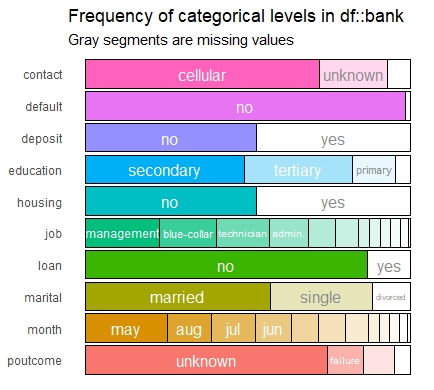 Frequency of categorical levels in df::bank
Gray segments are missing values
contact cellular unknown
default no
deposit no yes
education secondary tertiary primary
housing no yes
job management blue-collar technician admin.
loan no yes
marital married single divorced
month may aug jul jun
poutcome unknown failure